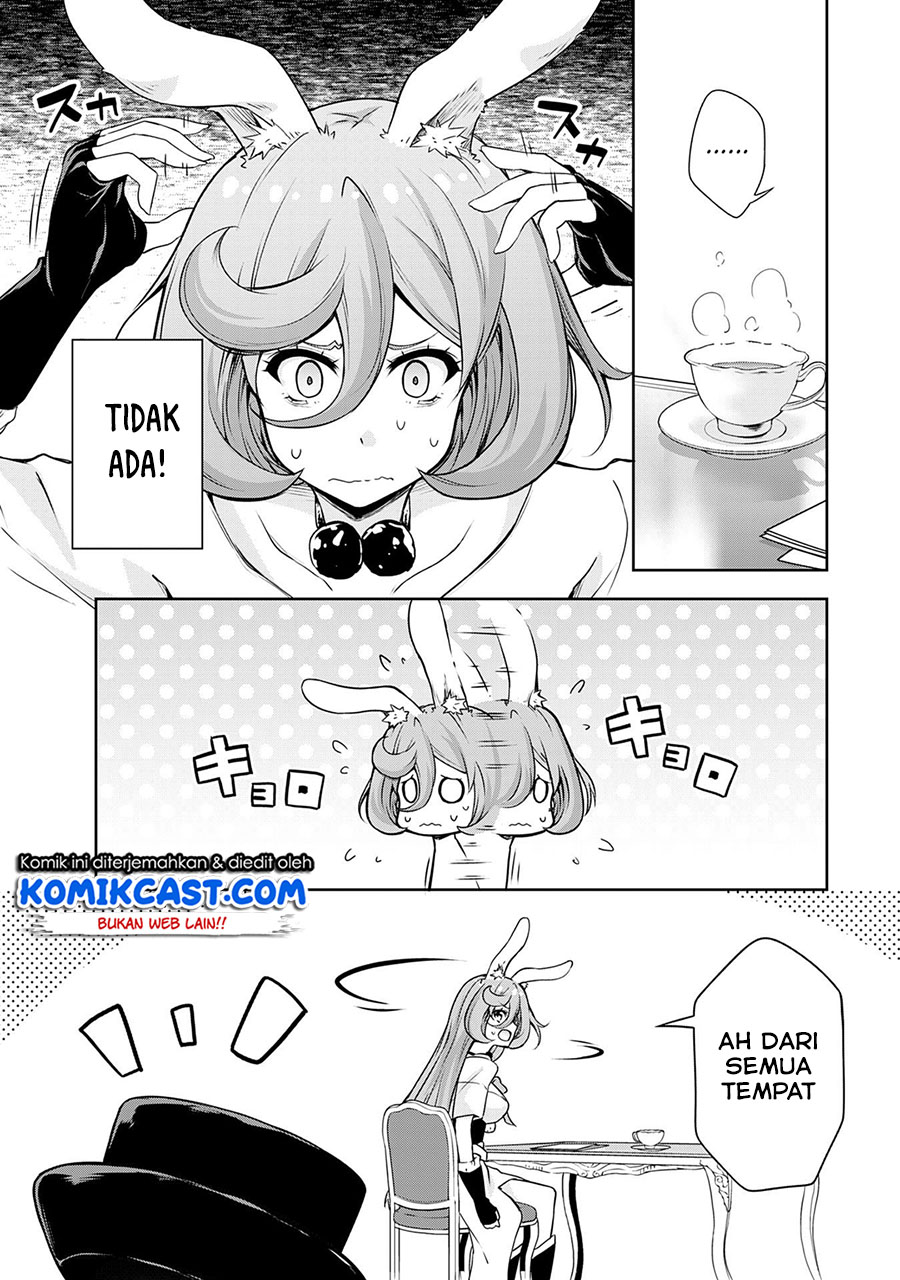 ......
スカ
スカ
TIDAK
ADA!
キョロ
キョロ
Komik ini diterjemahkan & diedit oleh
KOMIKCAST.COM
BUKAN WEB LAIN!!
AH DARI
SEMUA
TEMPAT